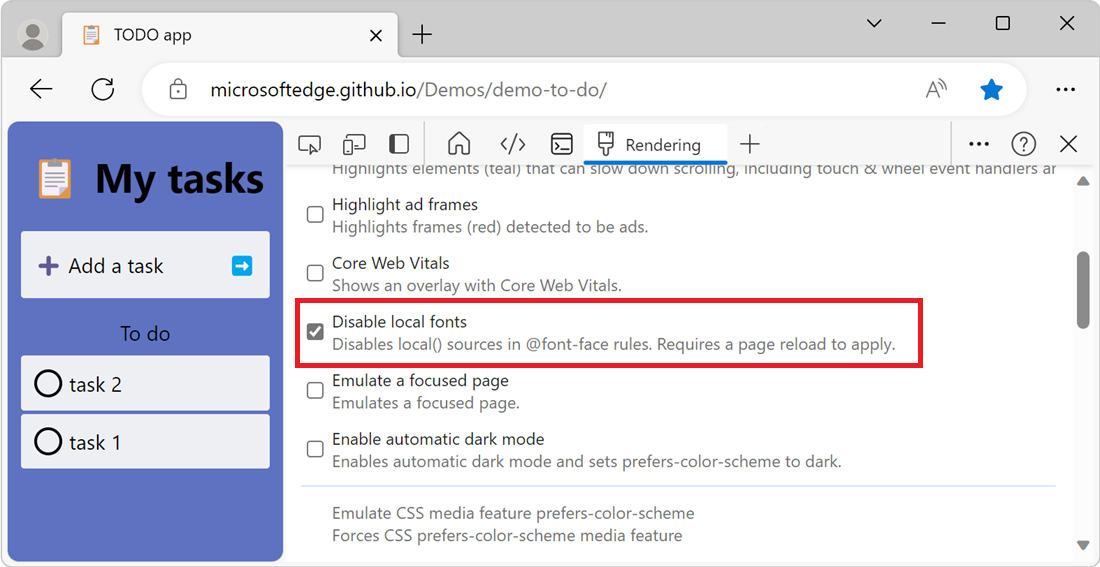 TODO app
microsoftedge.github.io/Demos/demo-to-do/
Rendering
My tasks
Add a task
To do
task 2
task 1
Highlights elements (teal) that can slow down scrolling, including touch & wheel event handlers ar
Highlight ad frames
Highlights frames (red) detected to be ads.
Core Web Vitals
Shows an overlay with Core Web Vitals.
Disable local fonts
Disables local() sources in @font-face rules. Requires a page reload to apply.
Emulate a focused page
Emulates a focused page.
Enable automatic dark mode
Enables automatic dark mode and sets prefers-color-scheme to dark.
Emulate CSS media feature prefers-color-scheme
Forces CSS prefers-color-scheme media feature